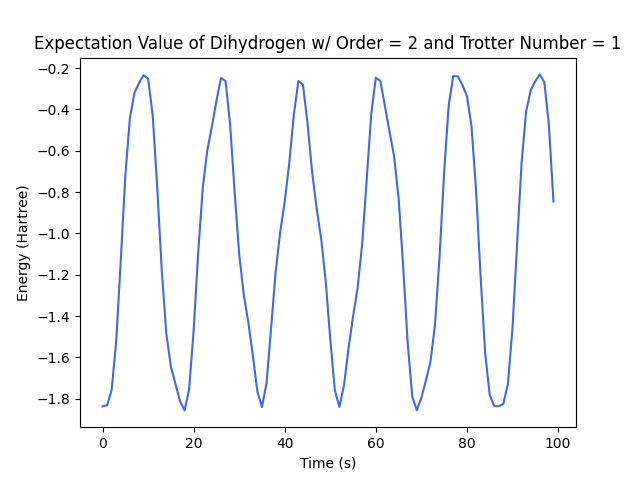 Expectation Value of Dihydrogen w/ Order = 2 and Trotter Number = 1
−0.2
−0.4
−0.6
−0.8
−1.0
−1.2
−1.4
−1.6
−1.8
Energy (Hartree)
0 20 40 60 80 100
Time (s)